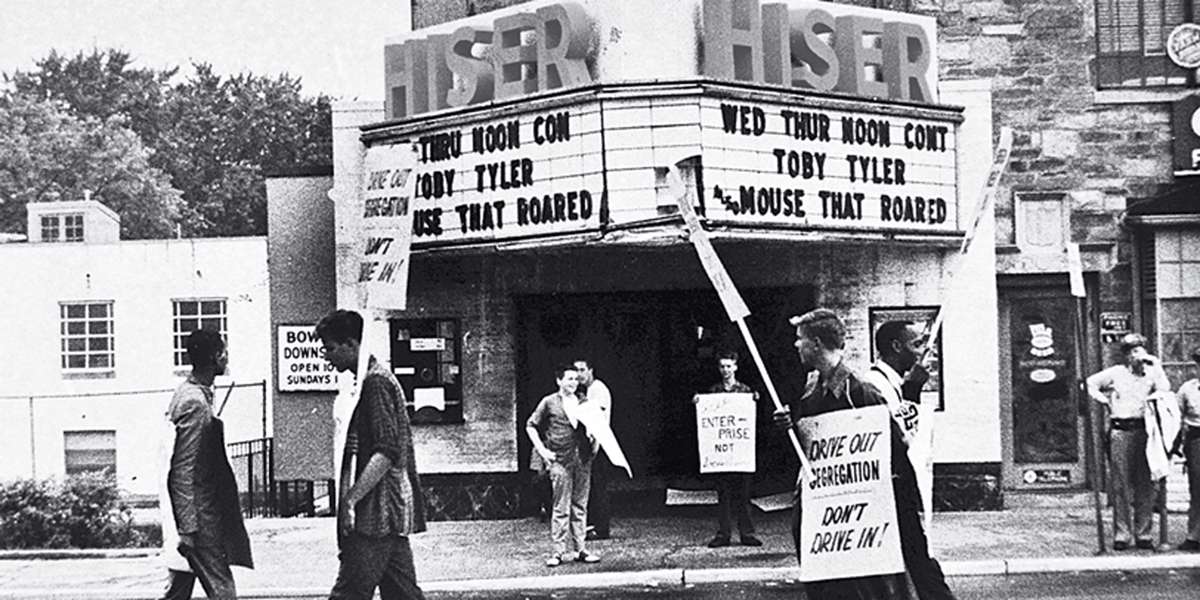 HISER
HISER
THRU NOON CON
TOBY TYLER
MOUSE THAT ROARED
WED THUR NOON CONT
TOBY TYLER
ALSO MOUSE THAT ROARED
DRIVE OUT
SEGREGATION
DON'T
DRIVE IN!
BOW
DOWNS
OPEN 10
SUNDAYS 1
ENTER-
PRISE
NOT
DRIVE OUT
SEGREGATION
DON'T
DRIVE IN!